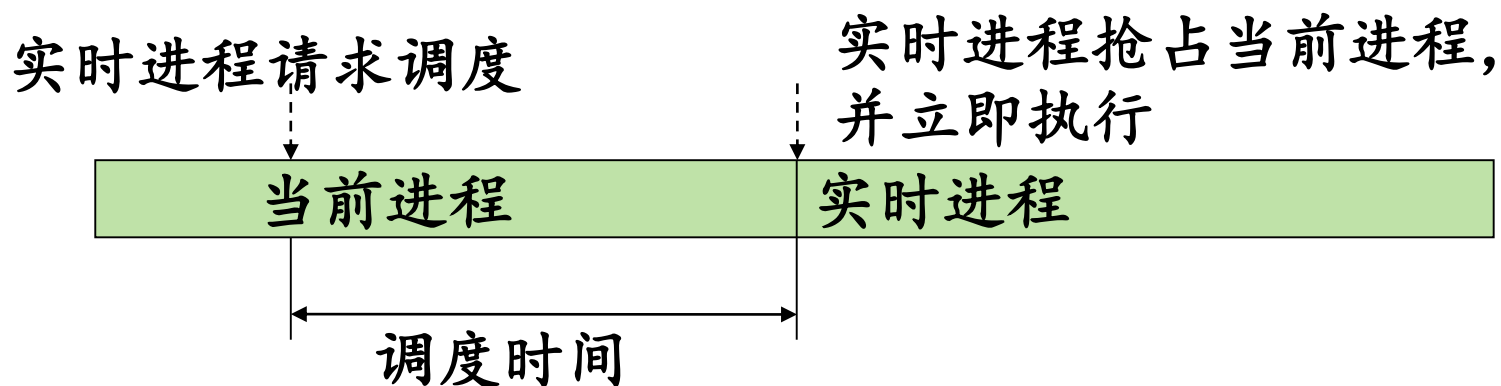 实时进程请求调度
实时进程抢占当前进程,
并立即执行
当前进程
实时进程
调度时间